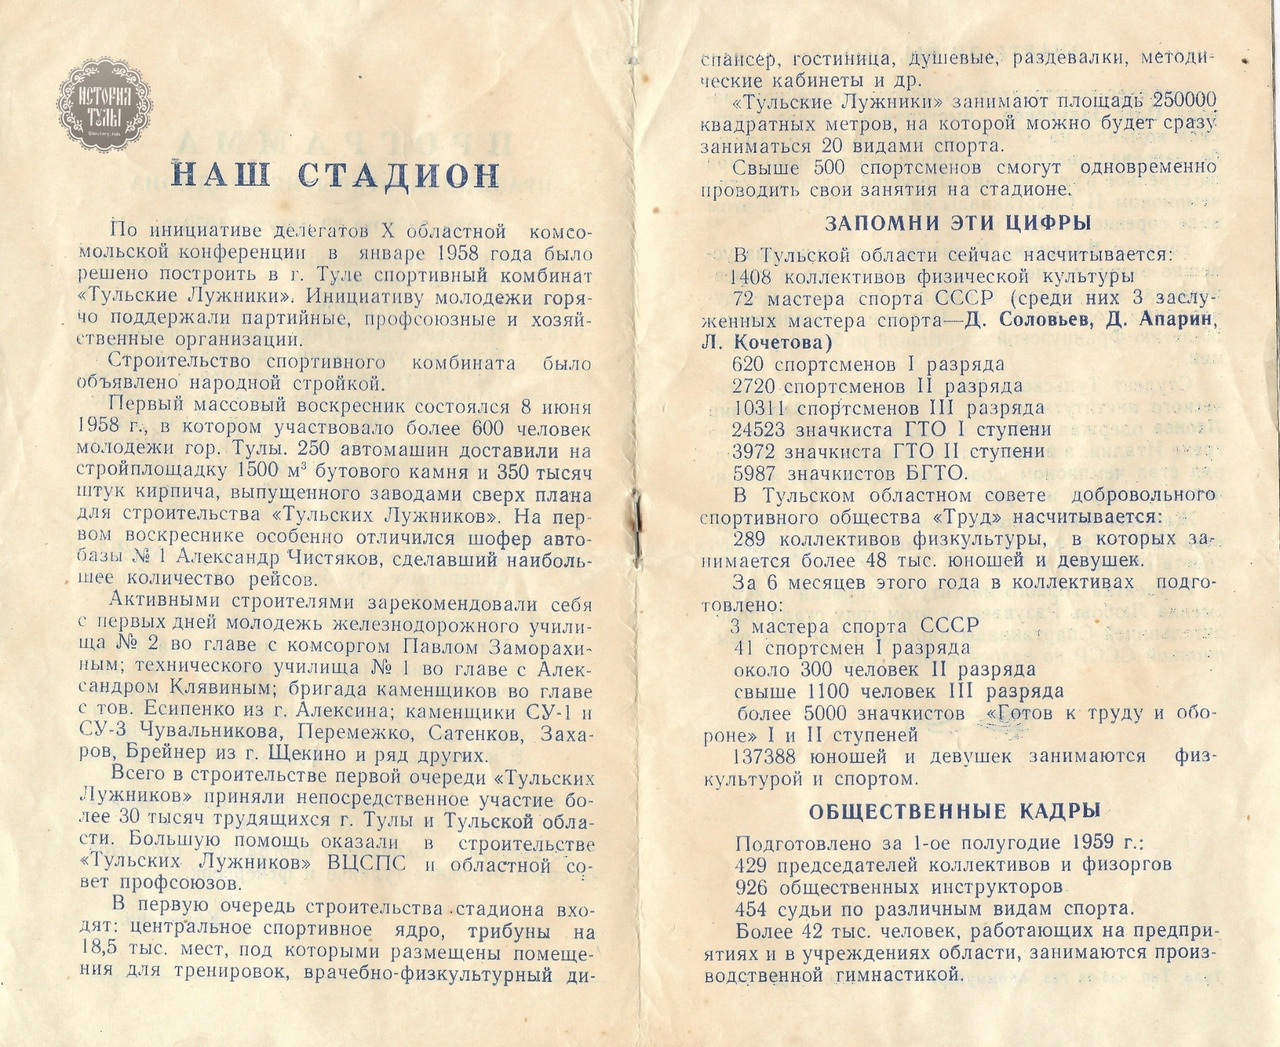 ИСТОРИЯ
ТУЛЫ
НАШ СТАДИОН
По инициативе делегатов X областной комсо-
мольской конференции в январе 1958 года было
решено построить в г. Туле спортивный комбинат
«Тульские Лужники». Инициативу молодежи горя-
чо поддержали партийные, профсоюзные и хозяй-
ственные организации.
Строительство спортивного комбината было
объявлено народной стройкой.
Первый массовый воскресник состоялся 8 июня
1958 г., в котором участвовало более 600 человек
молодежи гор. Тулы. 250 автомашин доставили на
стройплощадку 1500 м³ бутового камня и 350 тысяч
штук кирпича, выпущенного заводами сверх плана
для строительства «Тульских Лужников». На пер-
вом воскреснике особенно отличился шофер авто-
базы № 1 Александр Чистяков, сделавший наиболь-
шее количество рейсов.
Активными строителями зарекомендовали себя
с первых дней молодежь железнодорожного учили-
ща № 2 во главе с комсоргом Павлом Заморахи-
ным; технического училища № 1 во главе с Алек-
сандром Клявиным; бригада каменщиков во главе
с тов. Есипенко из г. Алексина; каменщики СУ-1 и
СУ-3 Чувальникова, Перемежко, Сатенков, Заха-
ров, Брейнер из г. Щекино и ряд других.
Всего в строительстве первой очереди «Тульских
Лужников» приняли непосредственное участие бо-
лее 30 тысяч трудящихся г. Тулы и Тульской обла-
сти. Большую помощь оказали в строительстве
«Тульских Лужников» ВЦСПС и областной со-
вет профсоюзов.
В первую очередь строительства стадиона вхо-
дят: центральное спортивное ядро, трибуны на
18,5 тыс. мест, под которыми размещены помеще-
ния для тренировок, врачебно-физкультурный ди-
спансер, гостиница, душевые, раздевалки, методи-
ческие кабинеты и др.
«Тульские Лужники» занимают площадь 250000
квадратных метров, на которой можно будет сразу
заниматься 20 видами спорта.
Свыше 500 спортсменов смогут одновременно
проводить свои занятия на стадионе.
ЗАПОМНИ ЭТИ ЦИФРЫ
В Тульской области сейчас насчитывается:
1408 коллективов физической культуры
72 мастера спорта СССР (среди них 3 заслу-
женных мастера спорта—Д. Соловьев, Д. Апарин,
Л. Кочетова)
620 спортсменов I разряда
2720 спортсменов II разряда
10311 спортсменов III разряда
24523 значкиста ГТО I ступени
3972 значкиста ГТО II ступени
5987 значкистов БГТО.
В Тульском областном совете добровольного
спортивного общества «Труд» насчитывается:
289 коллективов физкультуры, в которых за-
нимается более 48 тыс. юношей и девушек.
За 6 месяцев этого года в коллективах подго-
товлено:
3 мастера спорта СССР
41 спортсмен I разряда
около 300 человек II разряда
свыше 1100 человек III разряда
более 5000 значкистов «Готов к труду и обо-
роне» I и II ступеней
137388 юношей и девушек занимаются физ-
культурой и спортом.
ОБЩЕСТВЕННЫЕ КАДРЫ
Подготовлено за 1-ое полугодие 1959 г.:
429 председателей коллективов и физоргов
926 общественных инструкторов
454 судьи по различным видам спорта.
Более 42 тыс. человек, работающих на предпри-
ятиях и в учреждениях области, занимаются произ-
водственной гимнастикой.